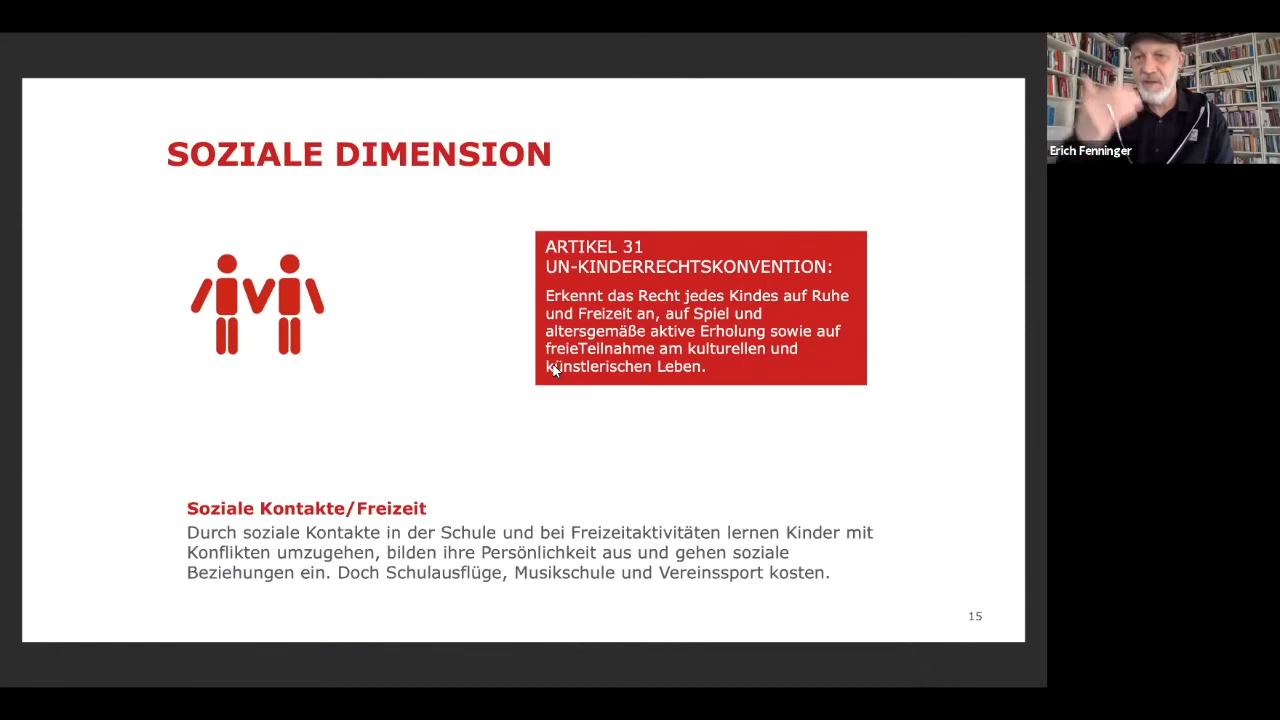 SOZIALE DIMENSION
ARTIKEL 31
UN-KINDERRECHTSKONVENTION:
Erkennt das Recht jedes Kindes auf Ruhe
und Freizeit an, auf Spiel und
altersgemäße aktive Erholung sowie auf
freieTeilnahme am kulturellen und
künstlerischen Leben.
Soziale Kontakte/Freizeit
Durch soziale Kontakte in der Schule und bei Freizeitaktivitäten lernen Kinder mit
Konflikten umzugehen, bilden ihre Persönlichkeit aus und gehen soziale
Beziehungen ein. Doch Schulausflüge, Musikschule und Vereinssport kosten.
15
Erich Fenninger